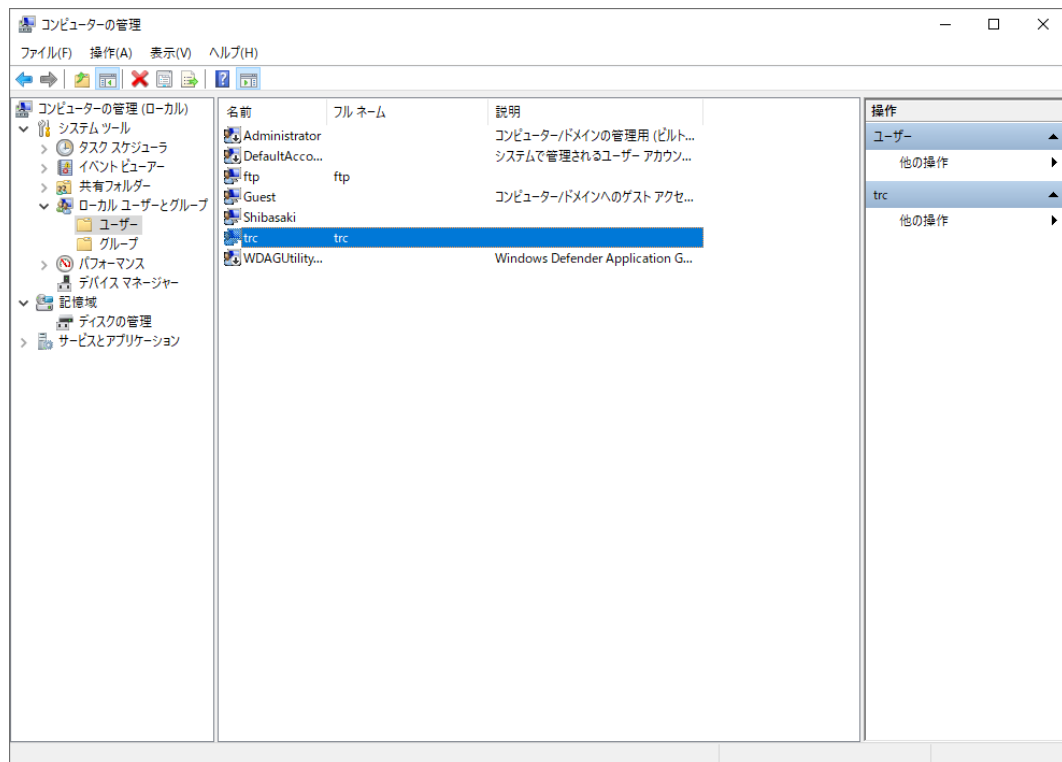 コンピューターの管理
ファイル(F) 操作(A) 表示(V) ヘルプ(H)
コンピューターの管理 (ローカル)
システム ツール
タスク スケジューラ
イベント ビューアー
共有フォルダー
ローカル ユーザーとグループ
ユーザー
グループ
パフォーマンス
デバイス マネージャー
記憶域
ディスクの管理
サービスとアプリケーション
名前 フル ネーム 説明
Administrator コンピューター/ドメインの管理用 (ビルト...
DefaultAcco... システムで管理されるユーザー アカウン...
ftp ftp
Guest コンピューター/ドメインへのゲスト アクセ...
Shibasaki
trc trc
WDAGUtility... Windows Defender Application G...
操作
ユーザー
他の操作
trc
他の操作